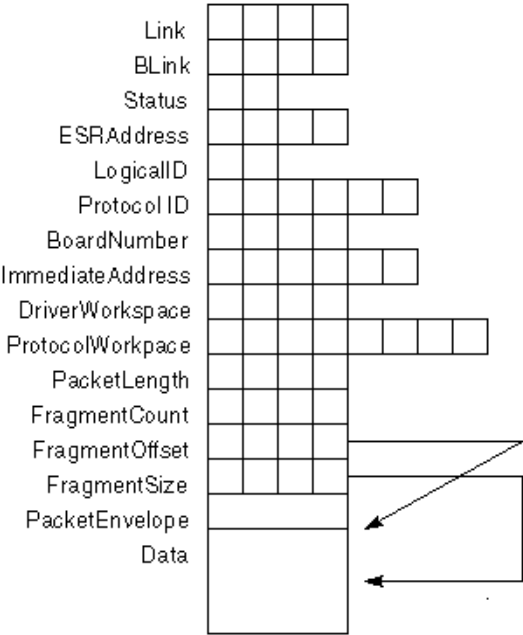 Link
BLink
Status
ESRAddress
LogicalID
Protocol ID
BoardNumber
ImmediateAddress
DriverWorkspace
ProtocolWorkpace
PacketLength
FragmentCount
FragmentOffset
FragmentSize
PacketEnvelope
Data